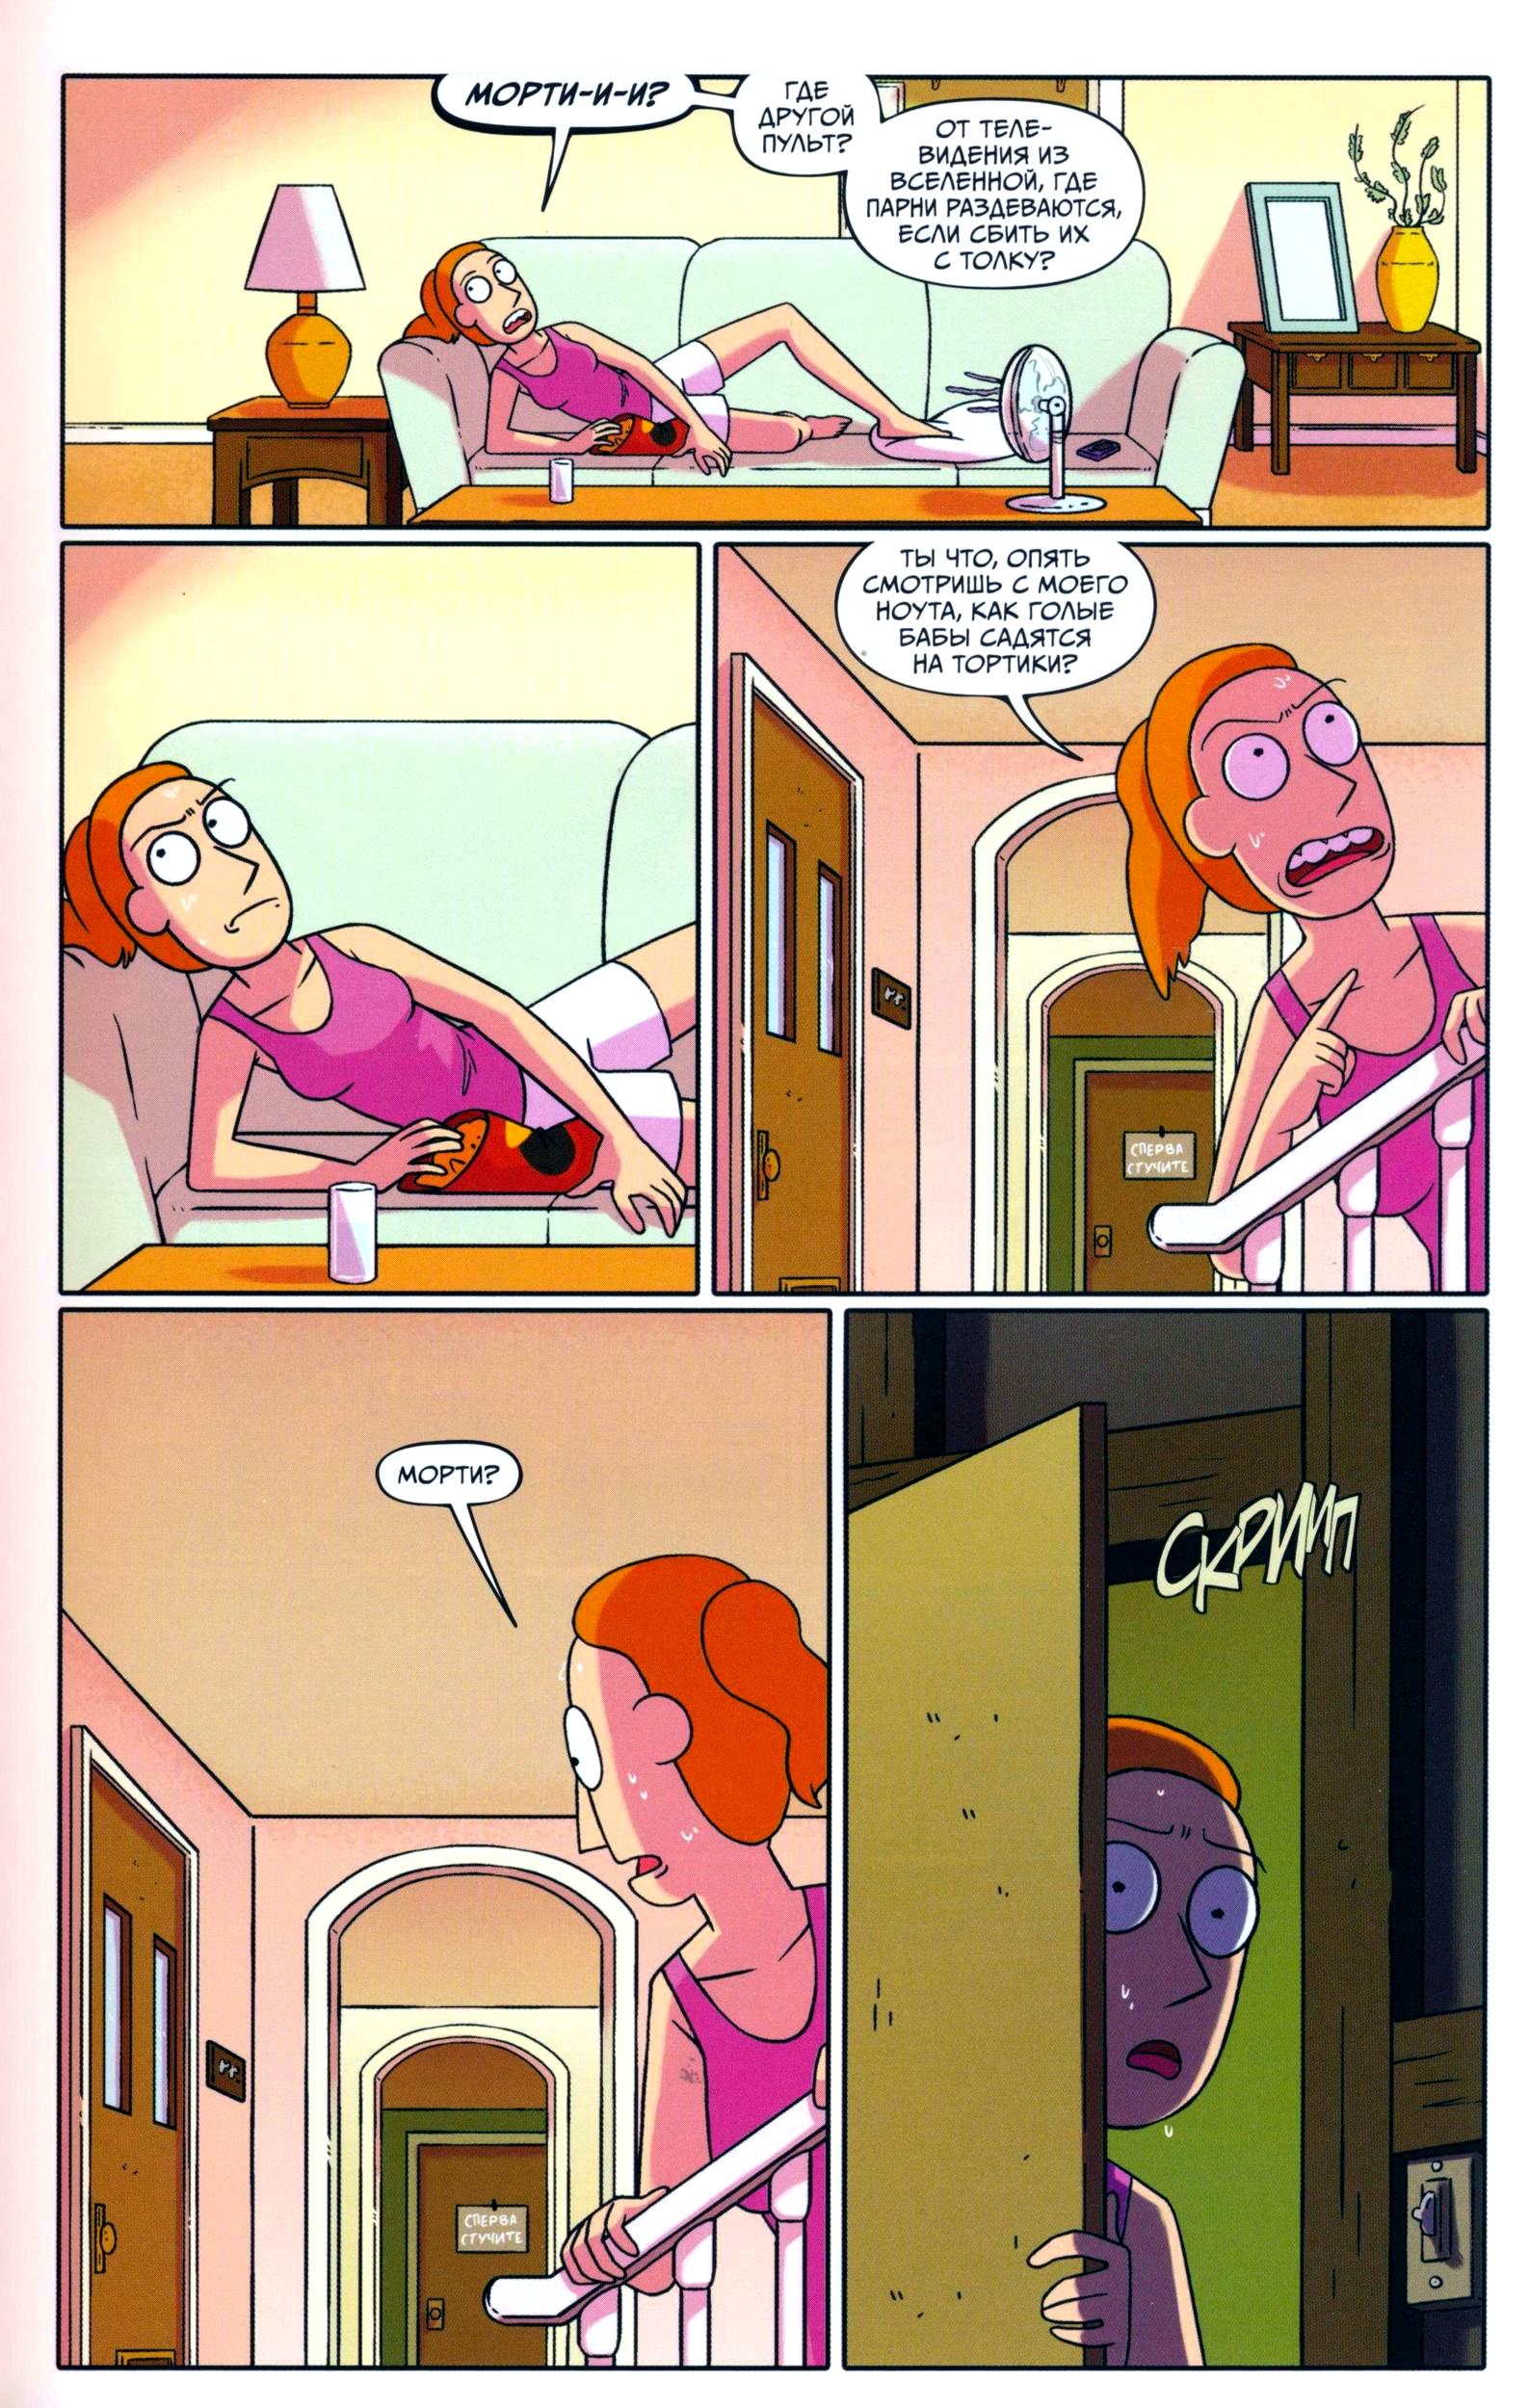 МОРТИ-И-И?
ГДЕ
ДРУГОЙ
ПУЛЬТ?
ОТ ТЕЛЕ-
ВИДЕНИЯ ИЗ
ВСЕЛЕННОЙ, ГДЕ
ПАРНИ РАЗДЕВАЮТСЯ,
ЕСЛИ СБИТЬ ИХ
С ТОЛКУ?
ТЫ ЧТО, ОПЯТЬ
СМОТРИШЬ С МОЕГО
НОУТА, КАК ГОЛЫЕ
БАБЫ САДЯТСЯ
НА ТОРТИКИ?
СПЕРВА
СТУЧИТЕ
МОРТИ?
СПЕРВА
СТУЧИТЕ
СКРИИП